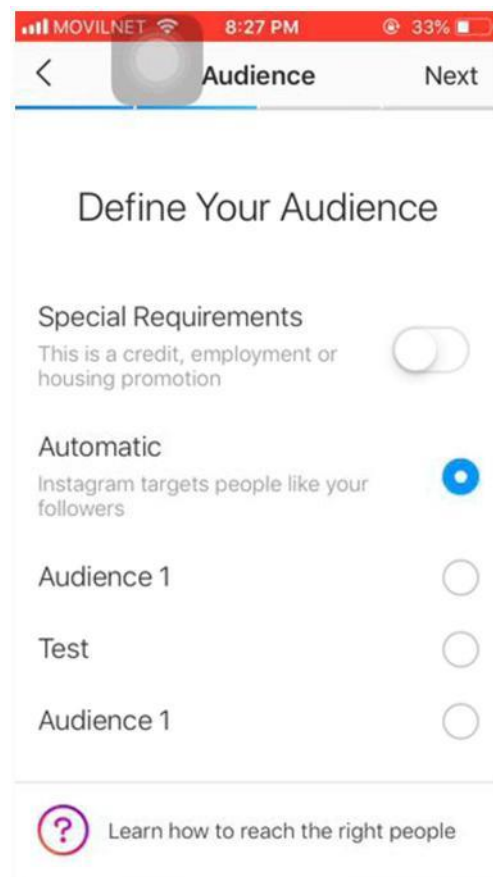 MOVILNET 8:27 PM 33%
Audience Next
Define Your Audience
Special Requirements
This is a credit, employment or
housing promotion
Automatic
Instagram targets people like your
followers
Audience 1
Test
Audience 1
? Learn how to reach the right people